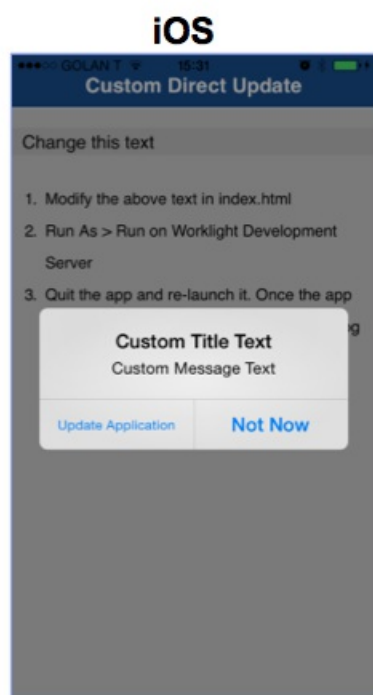 iOS
GOLAN T 15:31
Custom Direct Update
Change this text
1. Modify the above text in index.html
2. Run As > Run on Worklight Development
Server
3. Quit the app and re-launch it. Once the app
Custom Title Text
Custom Message Text
Update Application Not Now